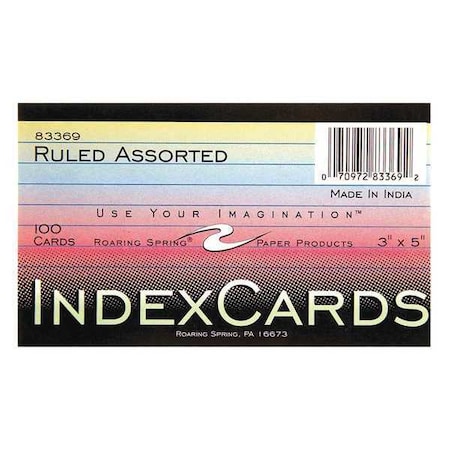 83369
RULED ASSORTED
0 70972 83369 2
MADE IN INDIA
USE YOUR IMAGINATION™
100 CARDS
ROARING SPRING® PAPER PRODUCTS
3" x 5"
INDEXCARDS
ROARING SPRING, PA 16673